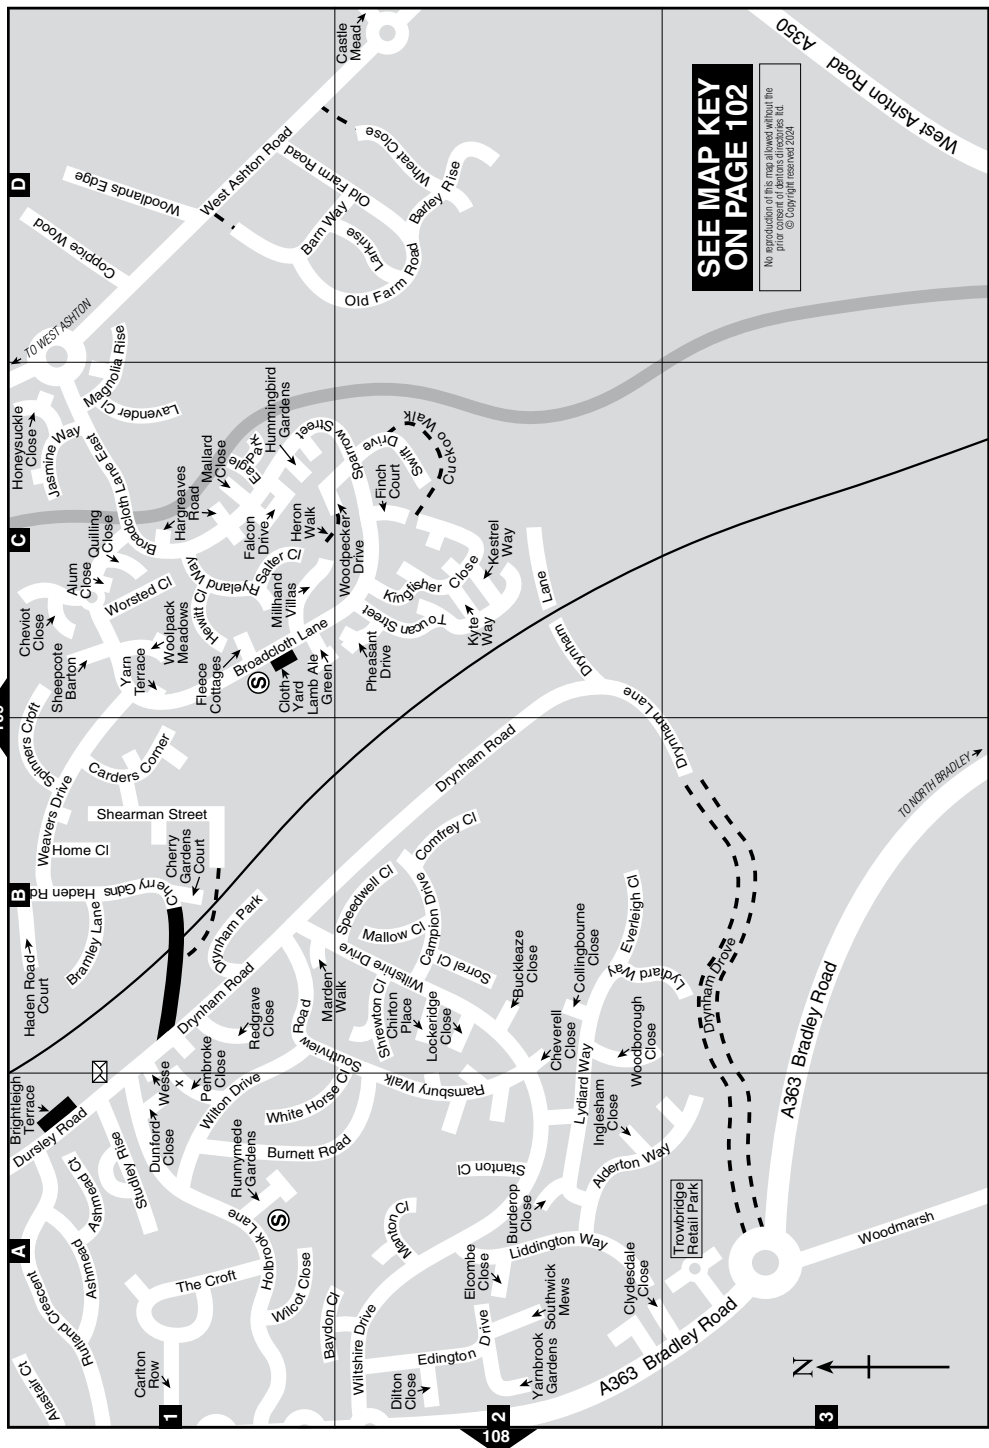 Castle
Mead
A350
West Ashton Road
SEE MAP KEY
ON PAGE 102
No reproduction of this map allowed without the
prior consent of dentons directories ltd.
© Copyright reserved 2024
D
Woodlands Edge
Coppice Wood
West Ashton Road
Old Farm Road
Wheat Close
Barn Way
Larkrise
Barley Rise
Old Farm Road
TO WEST ASHTON
Magnolia Rise
Lavender Cl
Honeysuckle
Close
Jasmine Way
Broadcloth Lane East
Hummingbird
Gardens
Mallard
Close
Eagle
Park
Hargreaves
Road
Sparrow Street
Swift Drive
Cuckoo Walk
Finch
Court
C
Quilling
Close
Alum
Close
Falcon
Drive
Heron
Walk
Woodpecker
Drive
Worsted Cl
Ryeland Way
Salter Cl
Millhand
Villas
Hewitt Cl
Cheviot
Close
Sheepcote
Barton
Yarn
Terrace
Woolpack
Meadows
Fleece
Cottages
Broadcloth Lane
S
Cloth
Yard
Lamb Ale
Green
Pheasant
Drive
Toucan Street
Kingfisher Close
Kestrel
Way
Kyte
Way
Drynham Lane
Drynham Lane
Spinners Croft
Carders Corner
Weavers Drive
Shearman Street
Home Cl
Cherry
Gardens
Court
B
Haden Rd
Cherry Gdns
Bramley Lane
Haden Road
Court
Drynham Road
Drynham Park
Drynham Road
Comfrey Cl
Speedwell Cl
Mallow Cl
Campion Drive
Sorrel Cl
Wiltshire Drive
Marden
Walk
Redgrave
Close
Southview Road
Shrewton Cl
Chirton
Place
Lockeridge
Close
Buckleaze
Close
Collingbourne
Close
Everleigh Cl
Lydiard Way
Drynham Drove
Cheverell
Close
Woodborough
Close
A363 Bradley Road
TO NORTH BRADLEY
Brightleigh
Terrace
Dursley Road
Wesse
x
Pembroke
Close
Dunford
Close
Wilton Drive
White Horse Cl
Ramsbury Walk
Lydiard Way
Inglesham
Close
Studley Rise
Ashmead Ct
Runnymede
Gardens
Burnett Road
Stanton Cl
Alderton Way
Burderop
Close
A
Ashmead
Rutland Crescent
S
Holbrook Lane
The Croft
Wilcot Close
Manton Cl
Liddington Way
Elcombe
Close
Trowbridge
Retail Park
Woodmarsh
Clydesdale
Close
Baydon Cl
Wiltshire Drive
Edington Drive
Southwick
Mews
Yarnbrook
Gardens
Dilton
Close
A363 Bradley Road
Alastair Ct
Carlton
Row
N
1
2
3
108